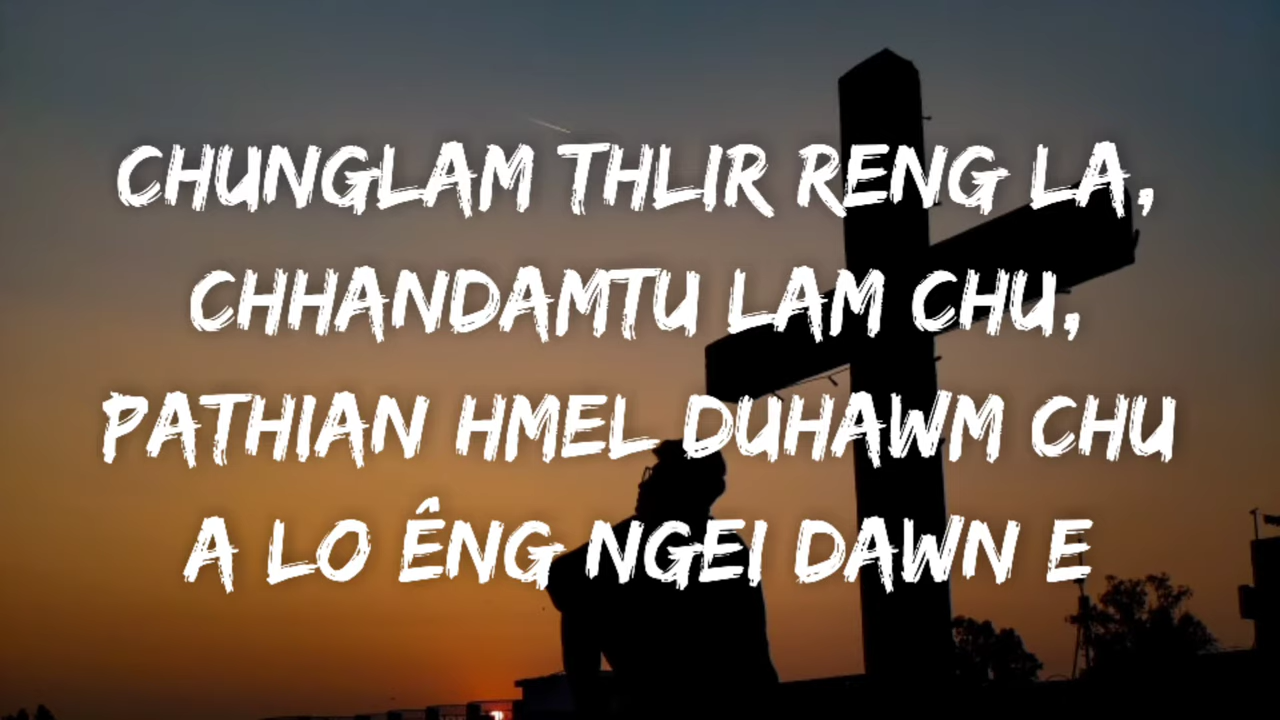 CHUNGLAM THLIR RENG LA,
CHHANDAMTU LAM CHU,
PATHIAN HMEL DUHAWM CHU
A LO ÊNG NGEI DAWN E